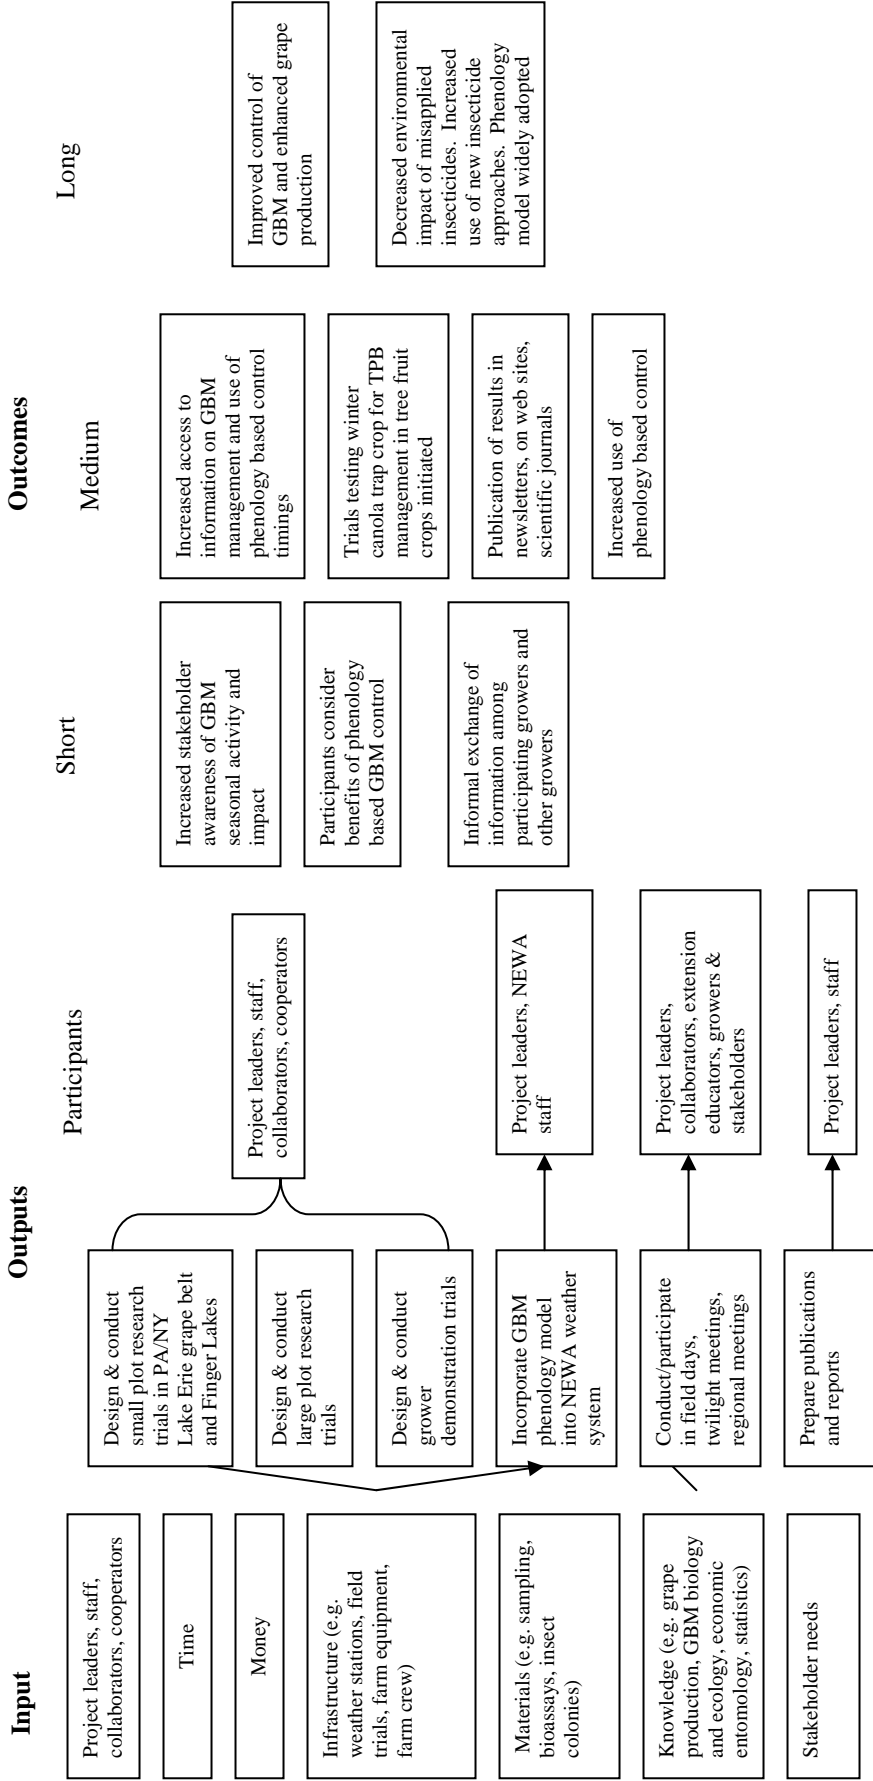 Input
Outputs
Outcomes
Participants
Short
Medium
Long
Project leaders, staff,
collaborators, cooperators
Time
Money
Infrastructure (e.g.
weather stations, field
trials, farm equipment,
farm crew)
Materials (e.g. sampling,
bioassays, insect
colonies)
Knowledge (e.g. grape
production, GBM biology
and ecology, economic
entomology, statistics)
Stakeholder needs
Design & conduct
small plot research
trials in PA/NY
Lake Erie grape belt
and Finger Lakes
Design & conduct
large plot research
trials
Design & conduct
grower
demonstration trials
Incorporate GBM
phenology model
into NEWA weather
system
Conduct/participate
in field days,
twilight meetings,
regional meetings
Prepare publications
and reports
Project leaders, staff,
collaborators, cooperators
Project leaders, NEWA
staff
Project leaders,
collaborators, extension
educators, growers &
stakeholders
Project leaders, staff
Increased stakeholder
awareness of GBM
seasonal activity and
impact
Participants consider
benefits of phenology
based GBM control
Informal exchange of
information among
participating growers and
other growers
Increased access to
information on GBM
management and use of
phenology based control
timings
Trials testing winter
canola trap crop for TPB
management in tree fruit
crops initiated
Publication of results in
newsletters, on web sites,
scientific journals
Increased use of
phenology based control
Improved control of
GBM and enhanced grape
production
Decreased environmental
impact of misapplied
insecticides.  Increased
use of new insecticide
approaches.  Phenology
model widely adopted